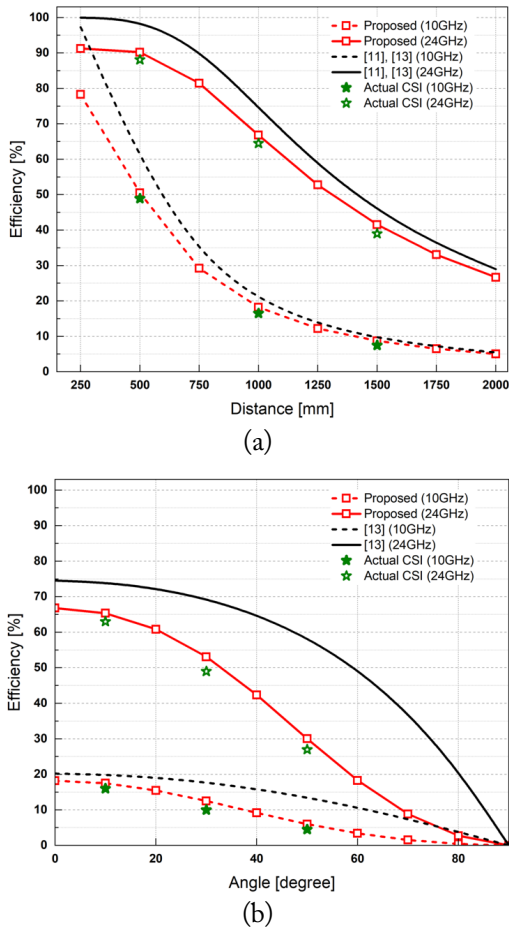 100
90
80
70
60
50
40
30
20
10
0
Efficiency [%]
Proposed (10GHz)
Proposed (24GHz)
[11], [13] (10GHz)
[11], [13] (24GHz)
Actual CSI (10GHz)
Actual CSI (24GHz)
250 500 750 1000 1250 1500 1750 2000
Distance [mm]
(a)
100
90
80
70
60
50
40
30
20
10
0
Efficiency [%]
Proposed (10GHz)
Proposed (24GHz)
[13] (10GHz)
[13] (24GHz)
Actual CSI (10GHz)
Actual CSI (24GHz)
0 20 40 60 80
Angle [degree]
(b)